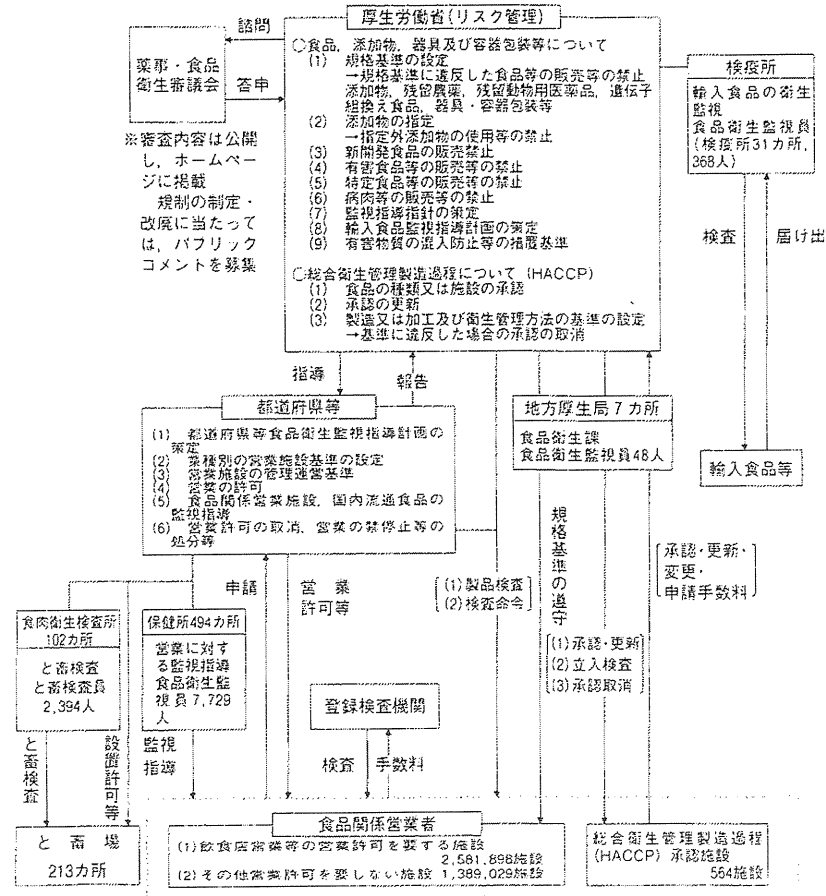 厚生労働省(リスク管理)
諮問
薬事・食品
衛生審議会
答申
※審査内容は公開
し,ホームペー
ジに掲載
規制の制定・
改廃に当たって
は,パブリック
コメントを募集
○食品,添加物,器具及び容器包装等について
(1) 規格基準の設定
→規格基準に違反した食品等の販売等の禁止
添加物,残留農薬,残留動物用医薬品,遺伝子
組換え食品,器具・容器包装等
(2) 添加物の指定
→指定外添加物の使用等の禁止
(3) 新開発食品の販売禁止
(4) 有害食品等の販売等の禁止
(5) 特定食品等の販売等の禁止
(6) 病肉等の販売等の禁止
(7) 監視指導指針の策定
(8) 輸入食品監視指導計画の策定
(9) 有害物質の混入防止等の措置基準
○総合衛生管理製造過程について(HACCP)
(1) 食品の種類又は施設の承認
(2) 承認の更新
(3) 製造又は加工及び衛生管理方法の基準の設定
→基準に違反した場合の承認の取消
検疫所
輸入食品の衛生
監視
食品衛生監視員
(検疫所31カ所,
368人)
検査
届け出
輸入食品等
指導
報告
都道府県等
(1) 都道府県等食品衛生監視指導計画の
策定
(2) 業種別の営業施設基準の設定
(3) 営業施設の管理運営基準
(4) 営業の許可
(5) 食品関係営業施設,国内流通食品の
監視指導
(6) 営業許可の取消,営業の禁停止等の
処分等
地方厚生局7カ所
食品衛生課
食品衛生監視員48人
申請
営業
許可等
(1)製品検査
(2)検査命令
規格基準の遵守
承認・更新・
変更・
申請手数料
(1)承認・更新
(2)立入検査
(3)承認取消
食肉衛生検査所
102カ所
と畜検査
と畜検査員
2,394人
保健所494カ所
営業に対す
る監視指導
食品衛生監
視員7,729
人
登録検査機関
と畜検査
設置許可等
監視
指導
検査
手数料
と畜場
213カ所
食品関係営業者
(1)飲食店営業等の営業許可を要する施設
2,581,898施設
(2)その他営業許可を要しない施設 1,389,029施設
総合衛生管理製造過程
(HACCP)承認施設
564施設